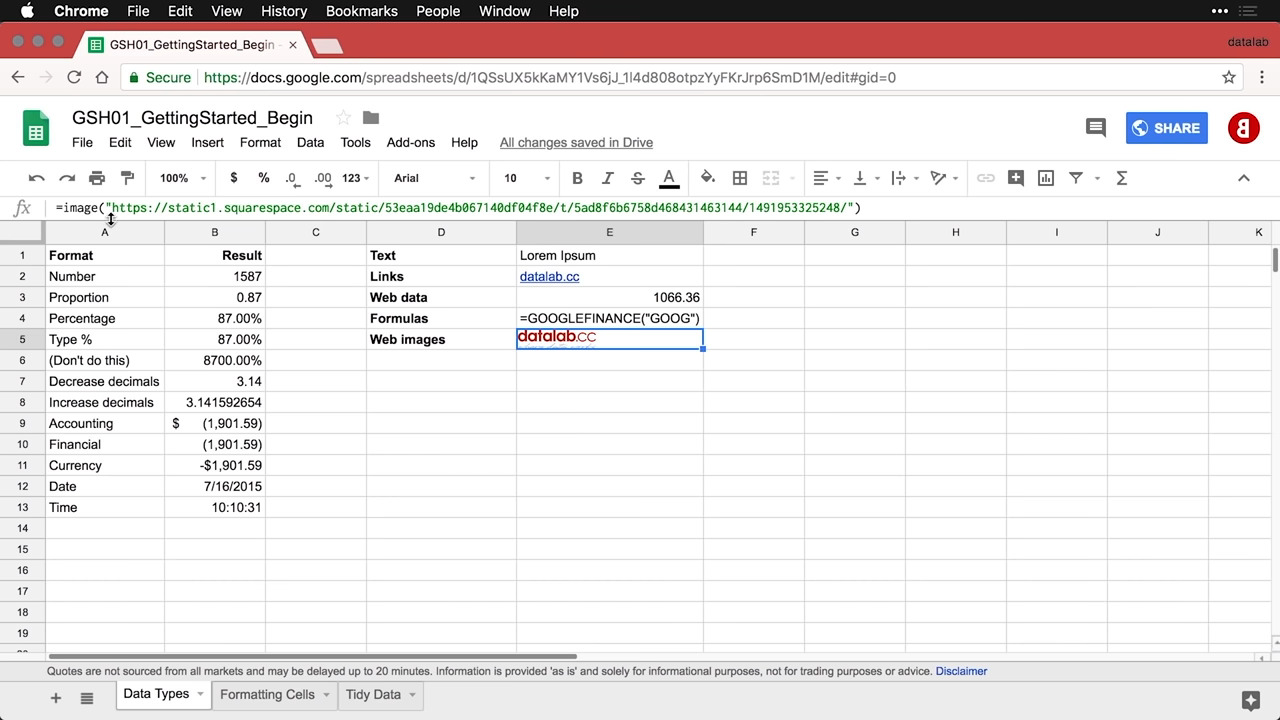 Chrome File Edit View History Bookmarks People Window Help
GSH01_GettingStarted_Begin - datalab
Secure https://docs.google.com/spreadsheets/d/1QSsUX5kKaMY1Vs6jJ_1l4d808otpzYyFKrJrp6SmD1M/edit#gid=0
GSH01_GettingStarted_Begin
File Edit View Insert Format Data Tools Add-ons Help All changes saved in Drive SHARE
100% $ % .0 .00 123 Arial 10 B I S A Σ
fx =image("https://static1.squarespace.com/static/53eaa19de4b067140df04f8e/t/5ad8f6b6758d468431463144/1491953325248/")
A B C D E F G H I J K
1 Format Result Text Lorem Ipsum
2 Number 1587 Links datalab.cc
3 Proportion 0.87 Web data 1066.36
4 Percentage 87.00% Formulas =GOOGLEFINANCE("GOOG")
5 Type % 87.00% Web images datalab.cc
6 (Don't do this) 8700.00%
7 Decrease decimals 3.14
8 Increase decimals 3.141592654
9 Accounting $ (1,901.59)
10 Financial (1,901.59)
11 Currency -$1,901.59
12 Date 7/16/2015
13 Time 10:10:31
14
15
16
17
18
19
Quotes are not sourced from all markets and may be delayed up to 20 minutes. Information is provided 'as is' and solely for informational purposes, not for trading purposes or advice. Disclaimer
Data Types Formatting Cells Tidy Data